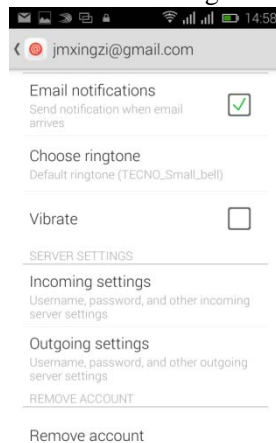 14:58
jmxingzi@gmail.com
Email notifications
Send notification when email
arrives
Choose ringtone
Default ringtone (TECNO_Small_bell)
Vibrate
SERVER SETTINGS
Incoming settings
Username, password, and other incoming
server settings
Outgoing settings
Username, password, and other outgoing
server settings
REMOVE ACCOUNT
Remove account